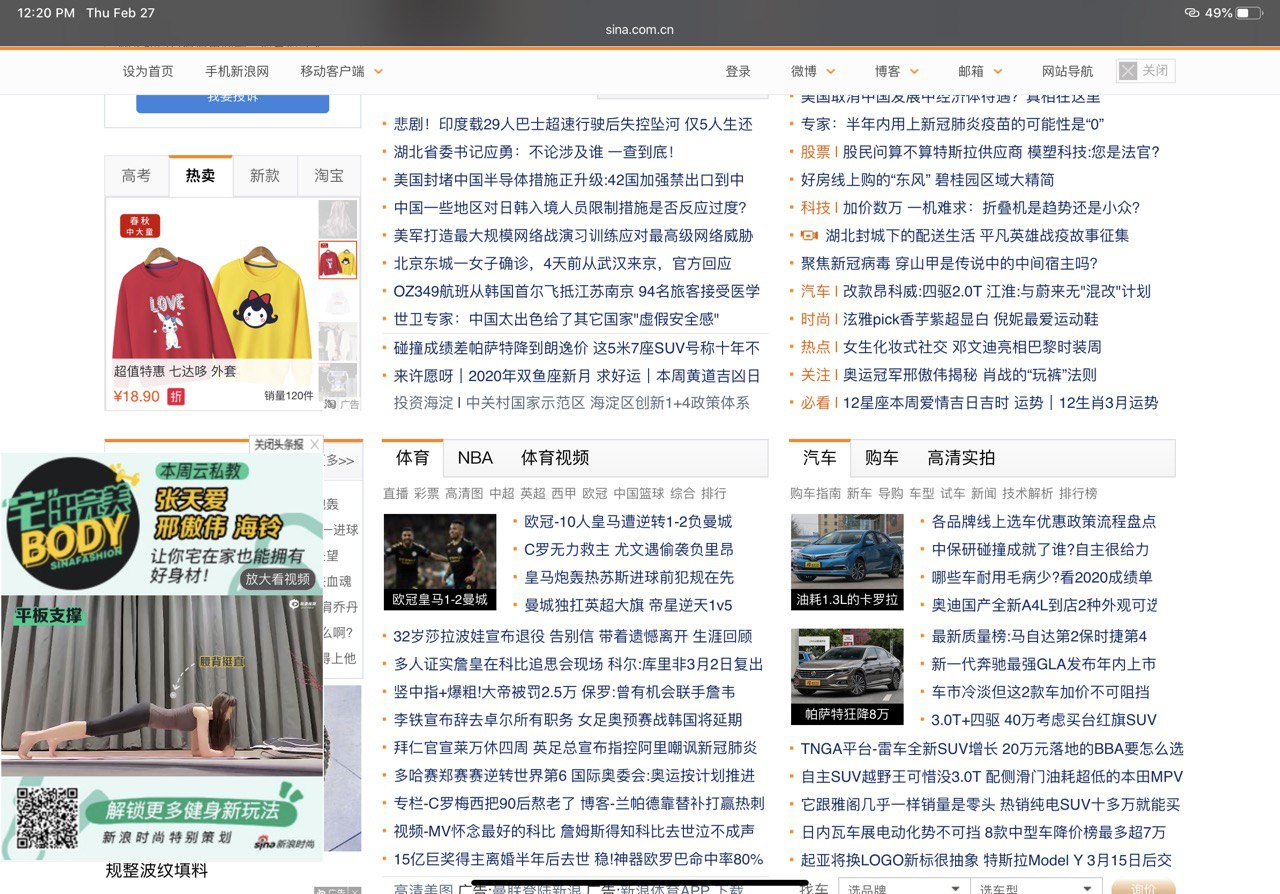 12:20 PM Thu Feb 27
49%
sina.com.cn
设为首页 手机新浪网 移动客户端 登录 微博 博客 邮箱 网站导航 关闭
我要投诉
高考 热卖 新款 淘宝
春秋
中大童
LOVE
超值特惠 七达哆 外套
¥18.90 折 销量120件
淘 广告
悲剧！印度载29人巴士超速行驶后失控坠河 仅5人生还
湖北省委书记应勇：不论涉及谁 一查到底！
美国封堵中国半导体措施正升级:42国加强禁出口到中
中国一些地区对日韩入境人员限制措施是否反应过度?
美军打造最大规模网络战演习训练应对最高级网络威胁
北京东城一女子确诊，4天前从武汉来京，官方回应
OZ349航班从韩国首尔飞抵江苏南京 94名旅客接受医学
世卫专家：中国太出色给了其它国家"虚假安全感"
碰撞成绩差帕萨特降到朗逸价 这5米7座SUV号称十年不
来许愿呀｜2020年双鱼座新月 求好运｜本周黄道吉凶日
投资海淀 l 中关村国家示范区 海淀区创新1+4政策体系
美国取消中国发展中经济体待遇？真相在这里
专家：半年内用上新冠肺炎疫苗的可能性是“0”
股票 l 股民问算不算特斯拉供应商 模塑科技:您是法官?
好房线上购的“东风” 碧桂园区域大精简
科技 l 加价数万 一机难求：折叠机是趋势还是小众?
湖北封城下的配送生活 平凡英雄战疫故事征集
聚焦新冠病毒 穿山甲是传说中的中间宿主吗?
汽车 l 改款昂科威:四驱2.0T 江淮:与蔚来无"混改"计划
时尚 l 泫雅pick香芋紫超显白 倪妮最爱运动鞋
热点 l 女生化妆式社交 邓文迪亮相巴黎时装周
关注 l 奥运冠军邢傲伟揭秘 肖战的“玩裤”法则
必看 l 12星座本周爱情吉日吉时 运势｜12生肖3月运势
关闭头条报
多>>
轰
一进球
望
血魂
肩乔丹
么啊?
得上他
宅出完美
BODY
SINAFASHION
本周云私教
张天爱
邢傲伟 海铃
让你宅在家也能拥有
好身材！
放大看视频
平板支撑
腰背挺直
解锁更多健身新玩法
新浪时尚特别策划
sina新浪时尚
规整波纹填料
广告
体育 NBA 体育视频
直播 彩票 高清图 中超 英超 西甲 欧冠 中国篮球 综合 排行
欧冠皇马1-2曼城
欧冠-10人皇马遭逆转1-2负曼城
C罗无力救主 尤文遇偷袭负里昂
皇马炮轰热苏斯进球前犯规在先
曼城独扛英超大旗 帝星逆天1v5
32岁莎拉波娃宣布退役 告别信 带着遗憾离开 生涯回顾
多人证实詹皇在科比追思会现场 科尔:库里非3月2日复出
竖中指+爆粗!大帝被罚2.5万 保罗:曾有机会联手詹韦
李铁宣布辞去卓尔所有职务 女足奥预赛战韩国将延期
拜仁官宣莱万休四周 英足总宣布指控阿里嘲讽新冠肺炎
多哈赛郑赛赛逆转世界第6 国际奥委会:奥运按计划推进
专栏-C罗梅西把90后熬老了 博客-兰帕德靠替补打赢热刺
视频-MV怀念最好的科比 詹姆斯得知科比去世泣不成声
15亿巨奖得主离婚半年后去世 稳!神器欧罗巴命中率80%
高清美图 广告:曼联登陆新浪 广告:新浪体育APP 下载
汽车 购车 高清实拍
购车指南 新车 导购 车型 试车 新闻 技术解析 排行榜
油耗1.3L的卡罗拉
各品牌线上选车优惠政策流程盘点
中保研碰撞成就了谁?自主很给力
哪些车耐用毛病少?看2020成绩单
奥迪国产全新A4L到店2种外观可选
帕萨特狂降8万
最新质量榜:马自达第2保时捷第4
新一代奔驰最强GLA发布年内上市
车市冷淡但这2款车加价不可阻挡
3.0T+四驱 40万考虑买台红旗SUV
TNGA平台-雷车全新SUV增长 20万元落地的BBA要怎么选
自主SUV越野王可惜没3.0T 配侧滑门油耗超低的本田MPV
它跟雅阁几乎一样销量是零头 热销纯电SUV十多万就能买
日内瓦车展电动化势不可挡 8款中型车降价榜最多超7万
起亚将换LOGO新标很抽象 特斯拉Model Y 3月15日后交
找车 选品牌 选车型 询价